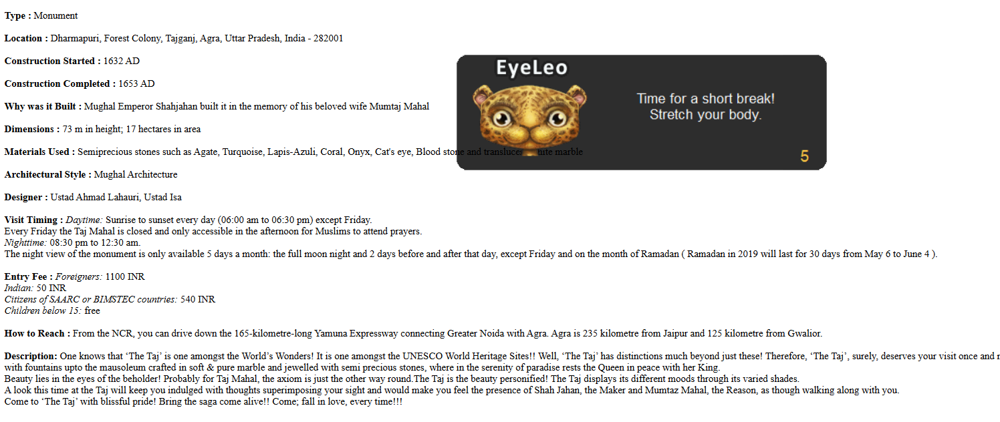 Type : Monument
Location : Dharmapuri, Forest Colony, Tajganj, Agra, Uttar Pradesh, India - 282001
Construction Started : 1632 AD
Construction Completed : 1653 AD
Why was it Built : Mughal Emperor Shahjahan built it in the memory of his beloved wife Mumtaj Mahal
Dimensions : 73 m in height; 17 hectares in area
Materials Used : Semiprecious stones such as Agate, Turquoise, Lapis-Azuli, Coral, Onyx, Cat's eye, Blood stone and marble
Architectural Style : Mughal Architecture
Designer : Ustad Ahmad Lahauri, Ustad Isa
Visit Timing : Daytime: Sunrise to sunset every day (06:00 am to 06:30 pm) except Friday.
Every Friday the Taj Mahal is closed and only accessible in the afternoon for Muslims to attend prayers.
Nighttime: 08:30 pm to 12:30 am.
The night view of the monument is only available 5 days a month: the full moon night and 2 days before and after that day, except Friday and on the month of Ramadan ( Ramadan in 2019 will last for 30 days from May 6 to June 4 ).
Entry Fee : Foreigners: 1100 INR
Indian: 50 INR
Citizens of SAARC or BIMSTEC countries: 540 INR
Children below 15: free
How to Reach : From the NCR, you can drive down the 165-kilometre-long Yamuna Expressway connecting Greater Noida with Agra. Agra is 235 kilometre from Jaipur and 125 kilometre from Gwalior.
Description: One knows that ‘The Taj’ is one amongst the World’s Wonders! It is one amongst the UNESCO World Heritage Sites!! Well, ‘The Taj’ has distinctions much beyond just these! Therefore, ‘The Taj’, surely, deserves your visit once and
with fountains upto the mausoleum crafted in soft & pure marble and jewelled with semi precious stones, where in the serenity of paradise rests the Queen in peace with her King.
Beauty lies in the eyes of the beholder! Probably for Taj Mahal, the axiom is just the other way round.The Taj is the beauty personified! The Taj displays its different moods through its varied shades.
A look this time at the Taj will keep you indulged with thoughts superimposing your sight and would make you feel the presence of Shah Jahan, the Maker and Mumtaz Mahal, the Reason, as though walking along with you.
Come to ‘The Taj’ with blissful pride! Bring the saga come alive!! Come; fall in love, every time!!!
EyeLeo
Time for a short break!
Stretch your body.
5